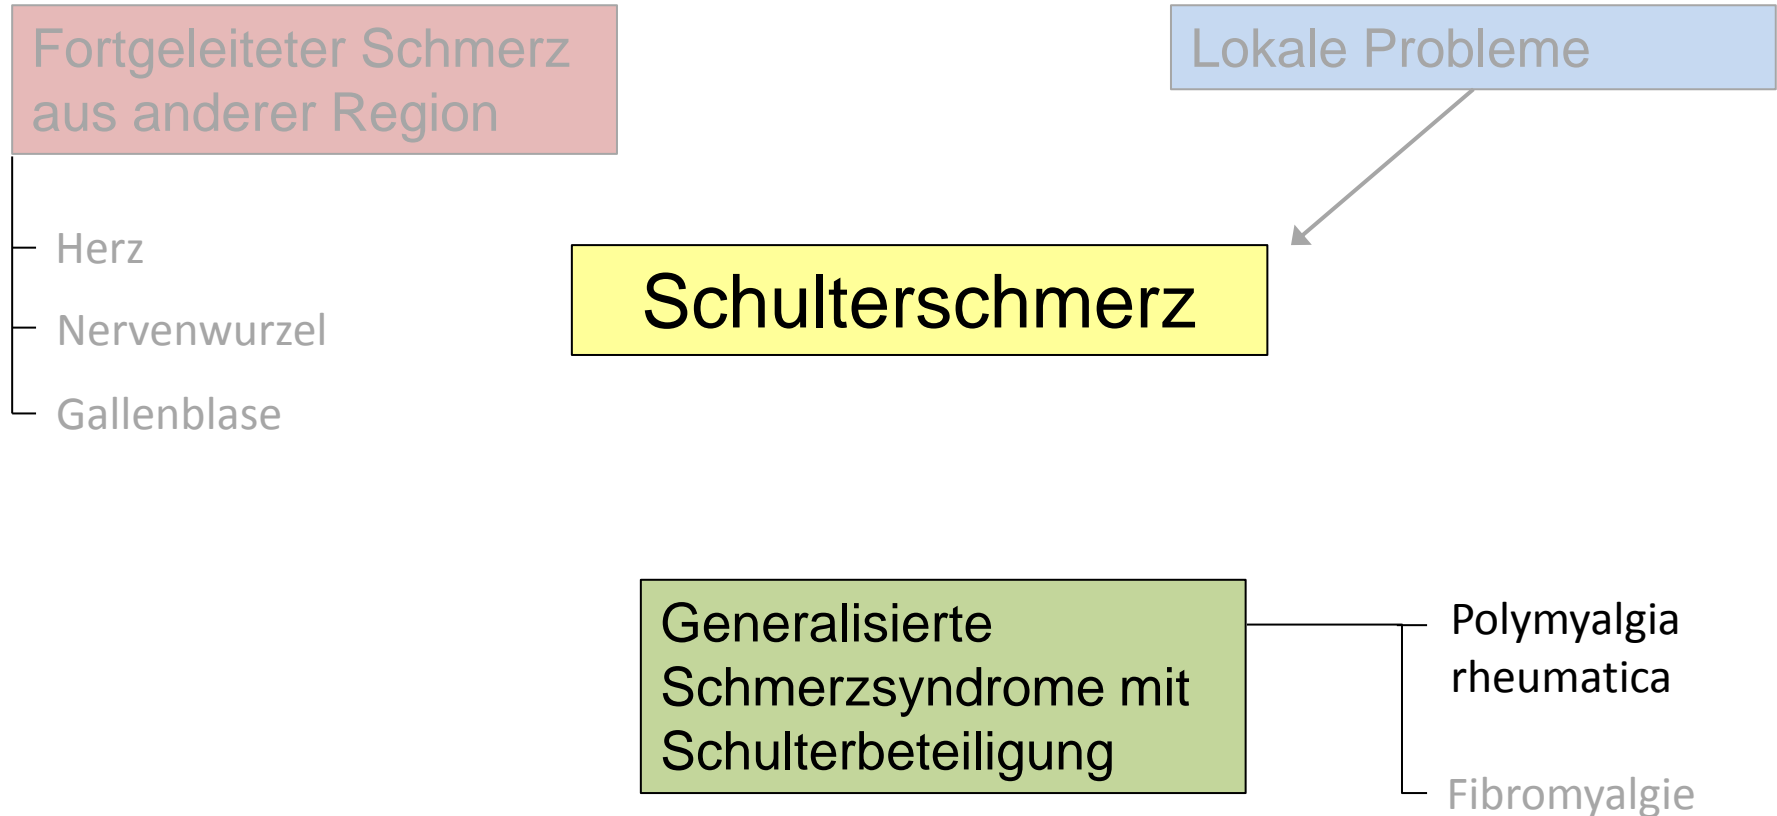 Fortgeleiteter Schmerz
aus anderer Region
Lokale Probleme
Herz
Nervenwurzel
Gallenblase
Schulterschmerz
Generalisierte
Schmerzsyndrome mit
Schulterbeteiligung
Polymyalgia
rheumatica
Fibromyalgie